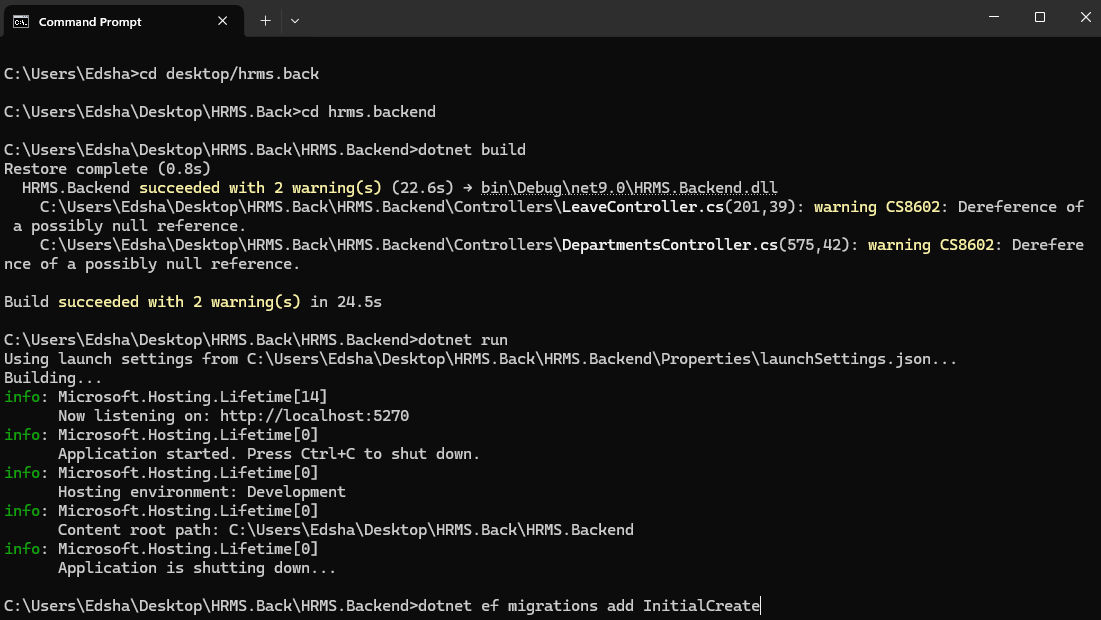 Command Prompt
C:\Users\Edsha>cd desktop/hrms.back
C:\Users\Edsha\Desktop\HRMS.Back>cd hrms.backend
C:\Users\Edsha\Desktop\HRMS.Back\HRMS.Backend>dotnet build
Restore complete (0.8s)
  HRMS.Backend succeeded with 2 warning(s) (22.6s) → bin\Debug\net9.0\HRMS.Backend.dll
    C:\Users\Edsha\Desktop\HRMS.Back\HRMS.Backend\Controllers\LeaveController.cs(201,39): warning CS8602: Dereference of
 a possibly null reference.
    C:\Users\Edsha\Desktop\HRMS.Back\HRMS.Backend\Controllers\DepartmentsController.cs(575,42): warning CS8602: Derefere
nce of a possibly null reference.
Build succeeded with 2 warning(s) in 24.5s
C:\Users\Edsha\Desktop\HRMS.Back\HRMS.Backend>dotnet run
Using launch settings from C:\Users\Edsha\Desktop\HRMS.Back\HRMS.Backend\Properties\launchSettings.json...
Building...
info: Microsoft.Hosting.Lifetime[14]
      Now listening on: http://localhost:5270
info: Microsoft.Hosting.Lifetime[0]
      Application started. Press Ctrl+C to shut down.
info: Microsoft.Hosting.Lifetime[0]
      Hosting environment: Development
info: Microsoft.Hosting.Lifetime[0]
      Content root path: C:\Users\Edsha\Desktop\HRMS.Back\HRMS.Backend
info: Microsoft.Hosting.Lifetime[0]
      Application is shutting down...
C:\Users\Edsha\Desktop\HRMS.Back\HRMS.Backend>dotnet ef migrations add InitialCreate